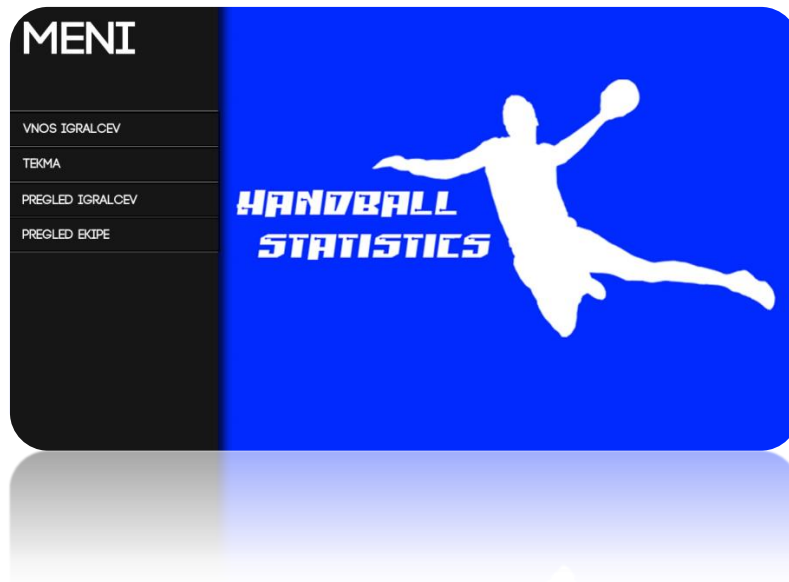 MENI
VNOS IGRALCEV
TEKMA
PREGLED IGRALCEV
PREGLED EKIPE
HANDBALL
STATISTICS